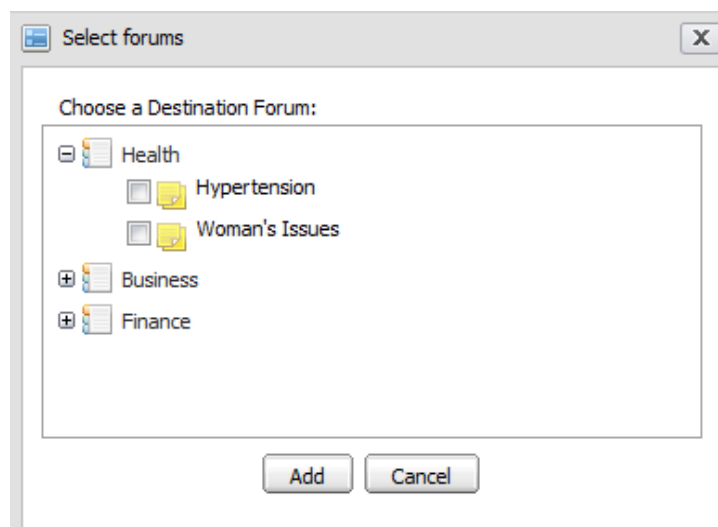 Select forums
Choose a Destination Forum:
Health
Hypertension
Woman's Issues
Business
Finance
Add Cancel